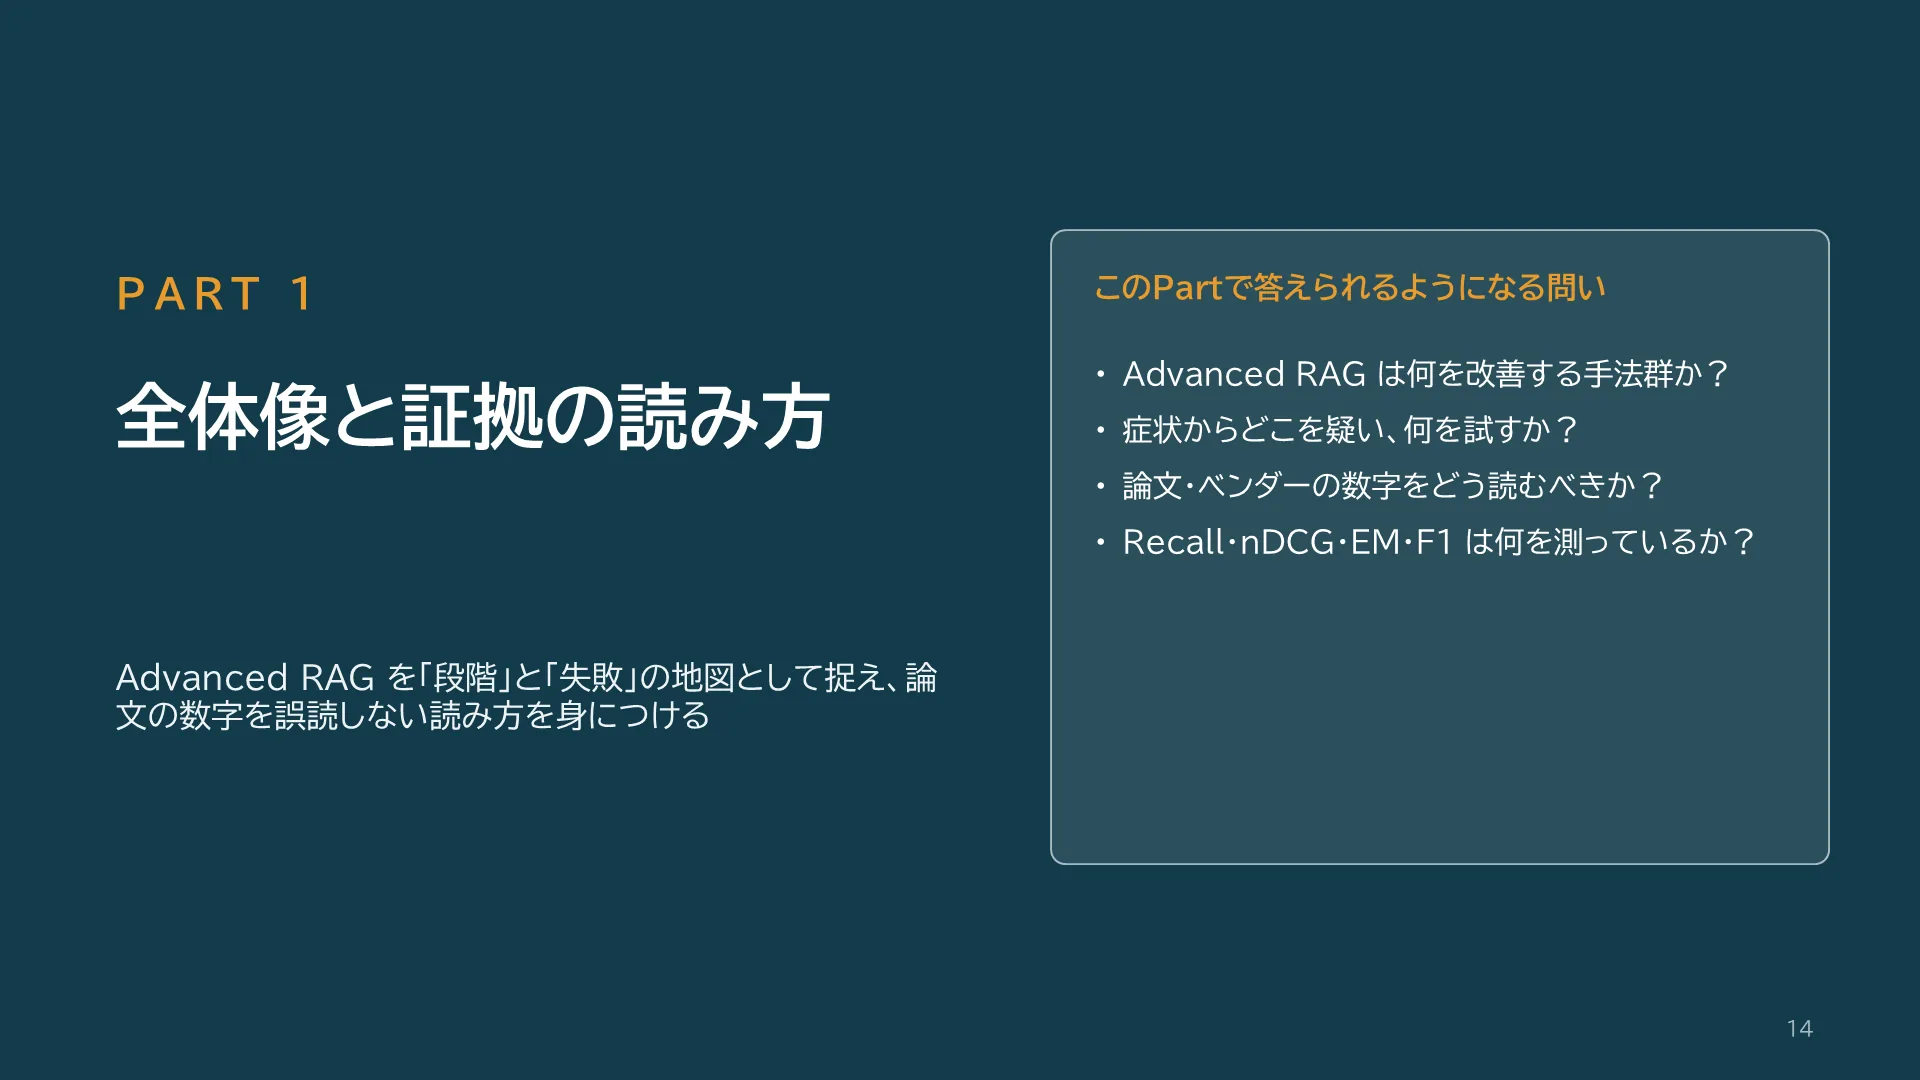 PART 1
全体像と証拠の読み方
Advanced RAG を「段階」と「失敗」の地図として捉え、論
文の数字を誤読しない読み方を身につける
このPartで答えられるようになる問い
• Advanced RAG は何を改善する手法群か？
• 症状からどこを疑い、何を試すか？
• 論文・ベンダーの数字をどう読むべきか？
• Recall・nDCG・EM・F1 は何を測っているか？
14